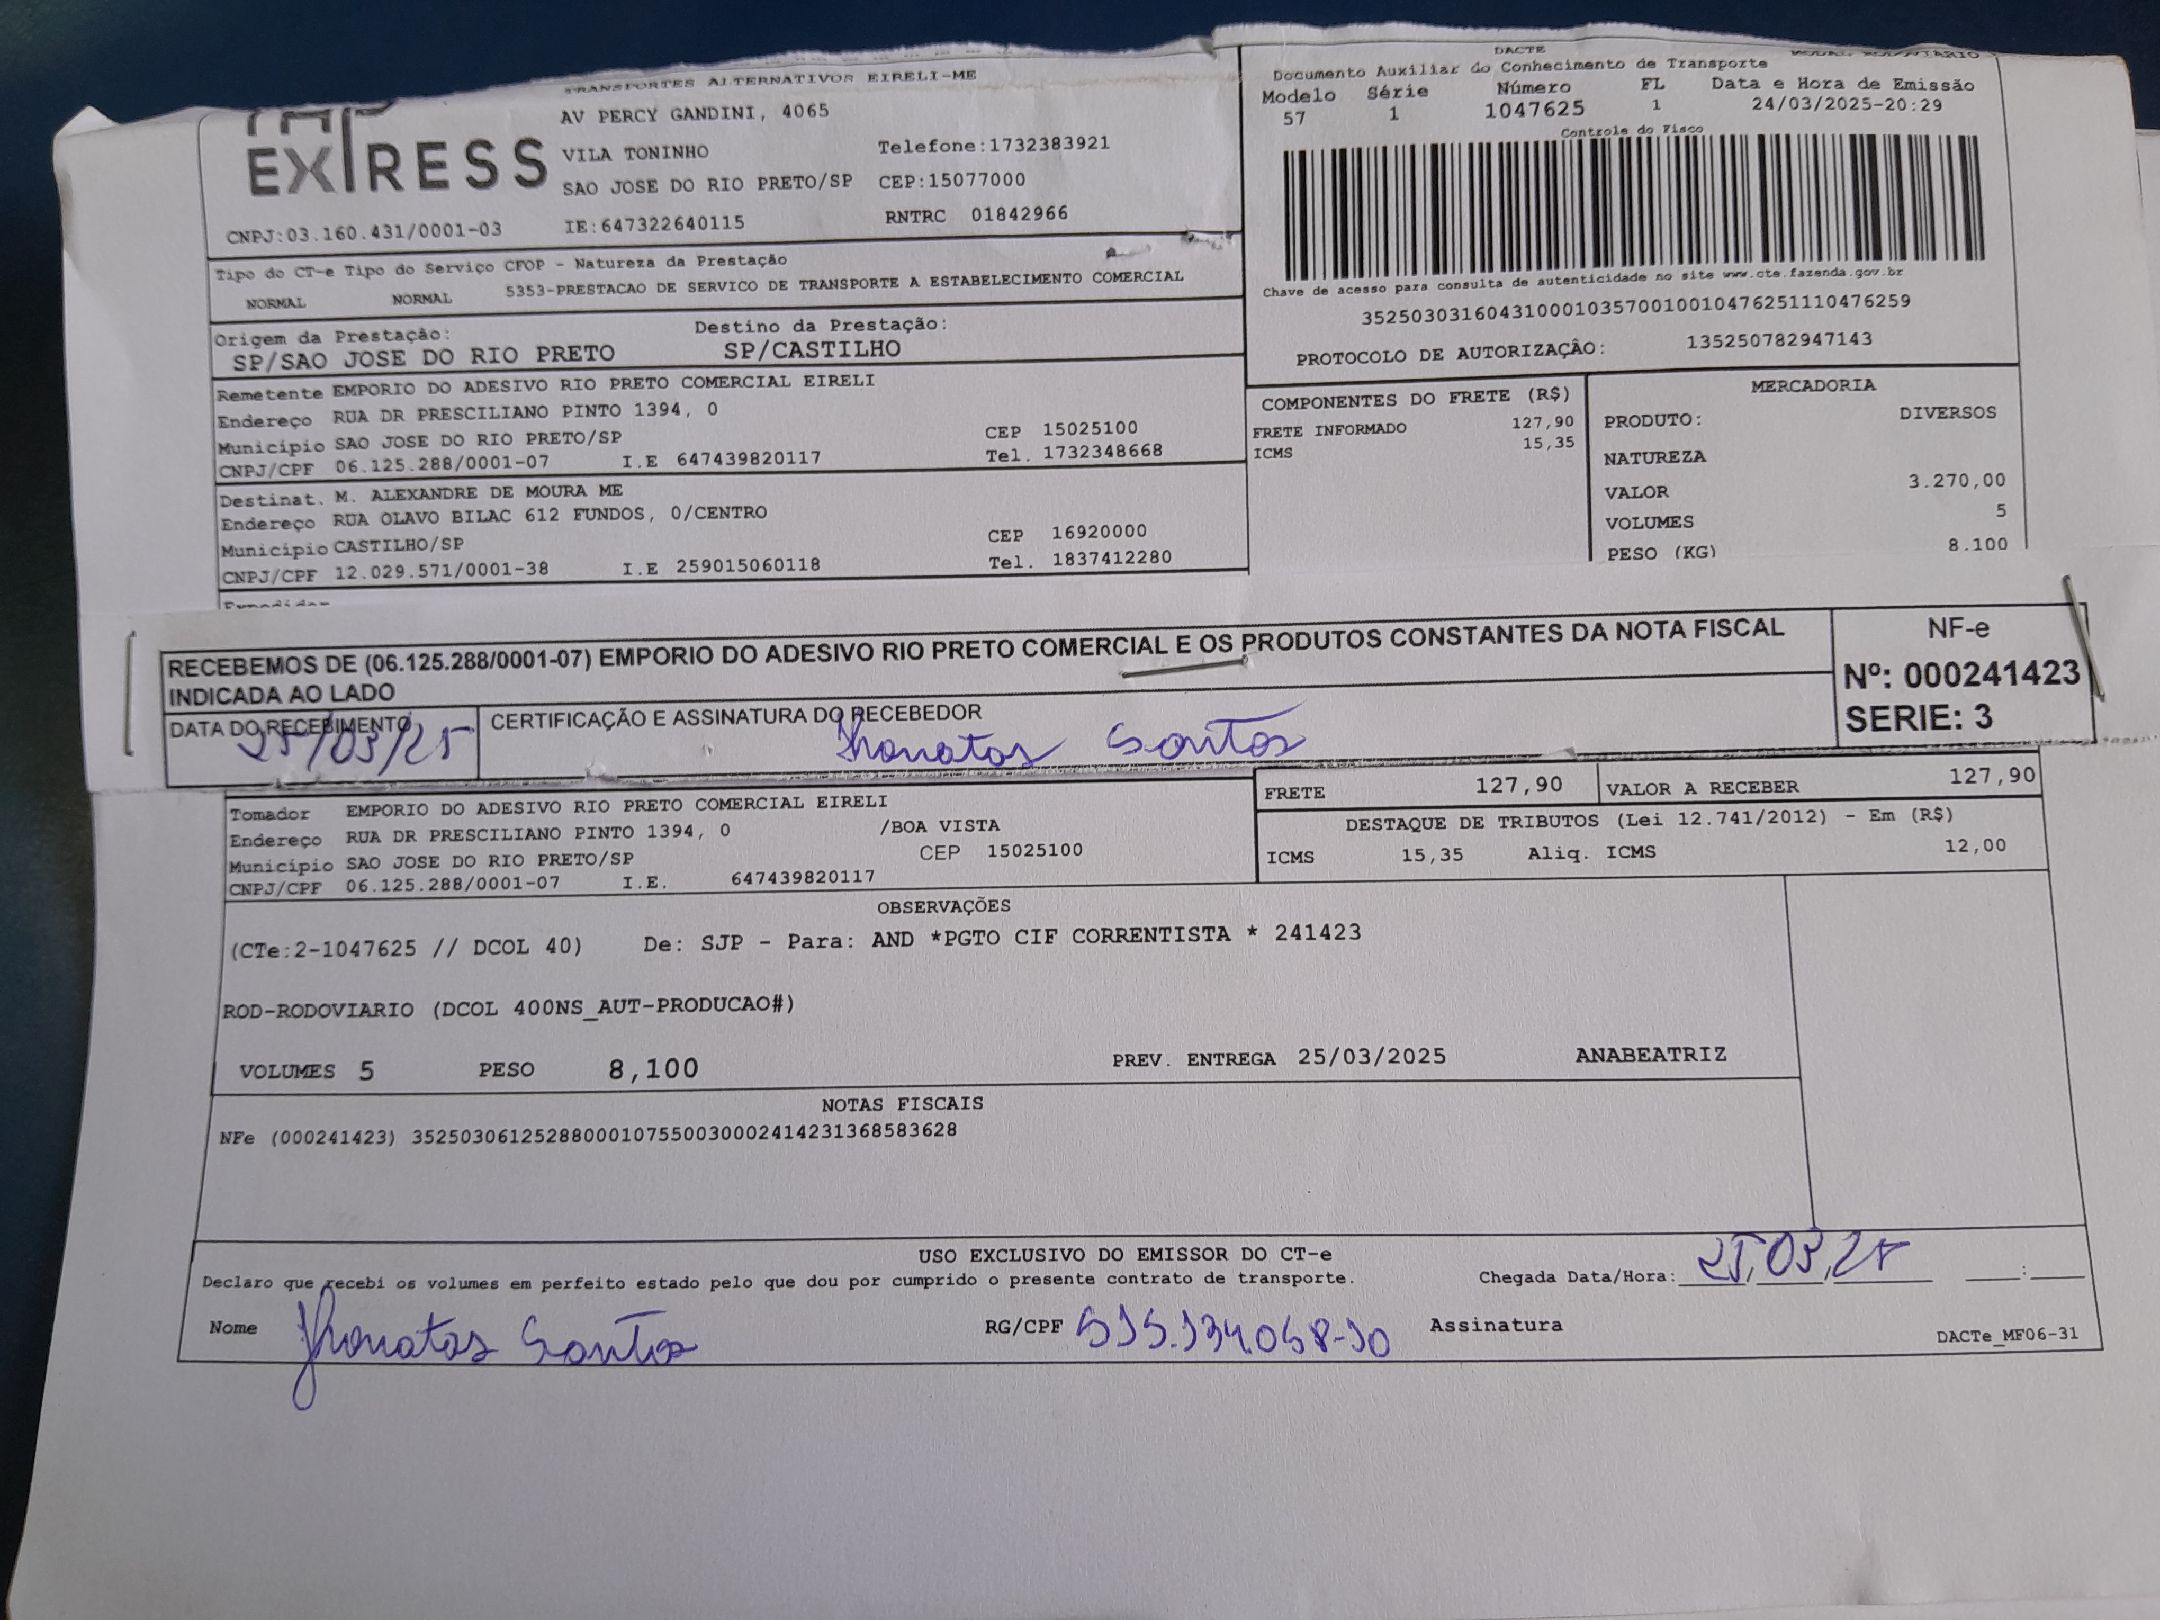 TRANSPORTES ALTERNATIVOS EIRELI-ME
EXPRESS
AV PERCY GANDINI, 4065
VILA TONINHO Telefone:1732383921
SAO JOSE DO RIO PRETO/SP CEP:15077000
CNPJ:03.160.431/0001-03 IE:647322640115 RNTRC 01842966
DACTE
MODAL RODOVIARIO
Documento Auxiliar do Conhecimento de Transporte
Modelo Série Número FL Data e Hora de Emissão
57 1 1047625 1 24/03/2025-20:29
Controle do Fisco
Chave de acesso para consulta de autenticidade no site www.cte.fazenda.gov.br
35250303160431000103570010010476251110476259
PROTOCOLO DE AUTORIZAÇÃO: 135250782947143
Tipo do CT-e Tipo do Serviço CFOP - Natureza da Prestação
NORMAL NORMAL 5353-PRESTACAO DE SERVICO DE TRANSPORTE A ESTABELECIMENTO COMERCIAL
Origem da Prestação: Destino da Prestação:
SP/SAO JOSE DO RIO PRETO SP/CASTILHO
Remetente EMPORIO DO ADESIVO RIO PRETO COMERCIAL EIRELI
Endereço RUA DR PRESCILIANO PINTO 1394, 0
Município SAO JOSE DO RIO PRETO/SP CEP 15025100
CNPJ/CPF 06.125.288/0001-07 I.E 647439820117 Tel. 1732348668
Destinat. M. ALEXANDRE DE MOURA ME
Endereço RUA OLAVO BILAC 612 FUNDOS, 0/CENTRO
Município CASTILHO/SP CEP 16920000
CNPJ/CPF 12.029.571/0001-38 I.E 259015060118 Tel. 1837412280
Expedidor
COMPONENTES DO FRETE (R$)
FRETE INFORMADO 127,90
ICMS 15,35
MERCADORIA
PRODUTO: DIVERSOS
NATUREZA
VALOR 3.270,00
VOLUMES 5
PESO (KG) 8.100
RECEBEMOS DE (06.125.288/0001-07) EMPORIO DO ADESIVO RIO PRETO COMERCIAL E OS PRODUTOS CONSTANTES DA NOTA FISCAL
INDICADA AO LADO
NF-e
Nº: 000241423
SERIE: 3
DATA DO RECEBIMENTO CERTIFICAÇÃO E ASSINATURA DO RECEBEDOR
25/03/25 Jhonatas Santos
Tomador EMPORIO DO ADESIVO RIO PRETO COMERCIAL EIRELI
Endereço RUA DR PRESCILIANO PINTO 1394, 0 /BOA VISTA
Município SAO JOSE DO RIO PRETO/SP CEP 15025100
CNPJ/CPF 06.125.288/0001-07 I.E. 647439820117
FRETE 127,90 VALOR A RECEBER 127,90
DESTAQUE DE TRIBUTOS (Lei 12.741/2012) - Em (R$)
ICMS 15,35 Aliq. ICMS 12,00
OBSERVAÇÕES
(CTe:2-1047625 // DCOL 40) De: SJP - Para: AND *PGTO CIF CORRENTISTA * 241423
ROD-RODOVIARIO (DCOL 400NS_AUT-PRODUCAO#)
VOLUMES 5 PESO 8,100 PREV. ENTREGA 25/03/2025 ANABEATRIZ
NOTAS FISCAIS
NFe (000241423) 35250306125288000107550030002414231368583628
USO EXCLUSIVO DO EMISSOR DO CT-e
Declaro que recebi os volumes em perfeito estado pelo que dou por cumprido o presente contrato de transporte. Chegada Data/Hora: 25,03,25 :
Nome Jhonatas Santos RG/CPF 515.134.058-10 Assinatura
DACTe_MF06-31